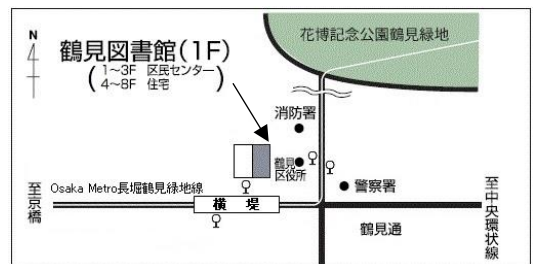 N
花博記念公園鶴見緑地
鶴見図書館(1F)
(1～3F 区民センター
4～8F 住宅)
消防署
鶴見
区役所
警察署
至京橋
Osaka Metro長堀鶴見緑地線
横堤
鶴見通
至中央環状線